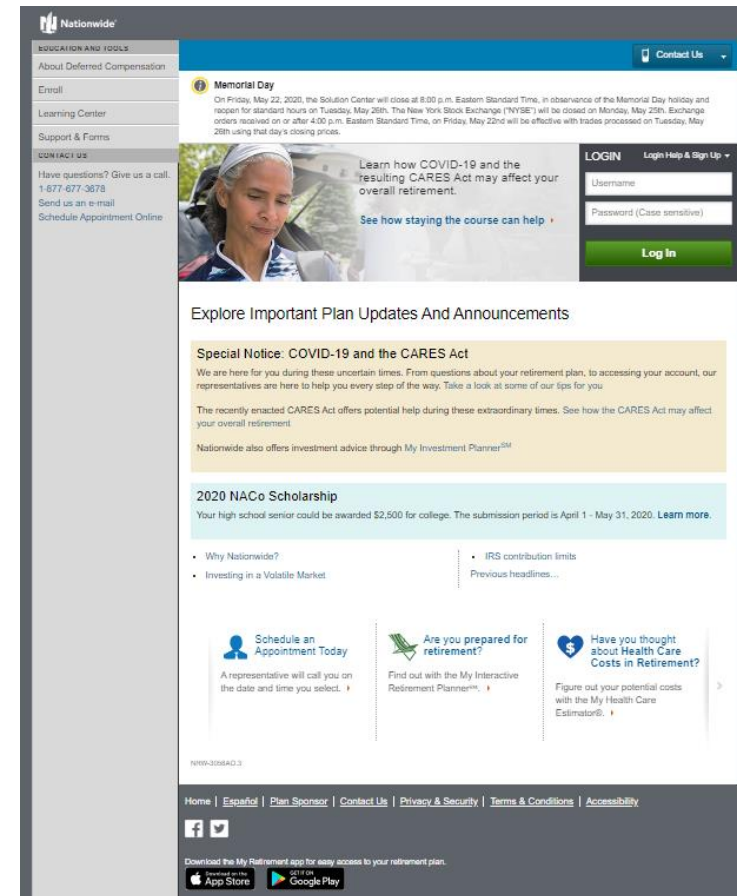 Nationwide®
EDUCATION AND TOOLS
About Deferred Compensation
Enroll
Learning Center
Support & Forms
CONTACT US
Have questions? Give us a call.
1-877-677-3678
Send us an e-mail
Schedule Appointment Online
Contact Us
Memorial Day
On Friday, May 22, 2020, the Solution Center will close at 8:00 p.m. Eastern Standard Time, in observance of the Memorial Day holiday and
reopen for standard hours on Tuesday, May 26th. The New York Stock Exchange ("NYSE") will be closed on Monday, May 25th. Exchange
orders received on or after 4:00 p.m. Eastern Standard Time, on Friday, May 22nd will be effective with trades processed on Tuesday, May
26th using that day's closing prices.
Learn how COVID-19 and the
resulting CARES Act may affect your
overall retirement.
See how staying the course can help
LOGIN Login Help & Sign Up
Username
Password (Case sensitive)
Log In
Explore Important Plan Updates And Announcements
Special Notice: COVID-19 and the CARES Act
We are here for you during these uncertain times. From questions about your retirement plan, to accessing your account, our
representatives are here to help you every step of the way. Take a look at some of our tips for you
The recently enacted CARES Act offers potential help during these extraordinary times. See how the CARES Act may affect
your overall retirement
Nationwide also offers investment advice through My Investment Planner℠
2020 NACo Scholarship
Your high school senior could be awarded $2,500 for college. The submission period is April 1 - May 31, 2020. Learn more.
• Why Nationwide?
• Investing in a Volatile Market
• IRS contribution limits
Previous headlines...
Schedule an
Appointment Today
A representative will call you on
the date and time you select.
Are you prepared for
retirement?
Find out with the My Interactive
Retirement Planner℠.
Have you thought
about Health Care
Costs in Retirement?
Figure out your potential costs
with the My Health Care
Estimator®.
NRW-3056AO.3
Home | Español | Plan Sponsor | Contact Us | Privacy & Security | Terms & Conditions | Accessibility
Download the My Retirement app for easy access to your retirement plan.
Download on the
App Store
GET IT ON
Google Play